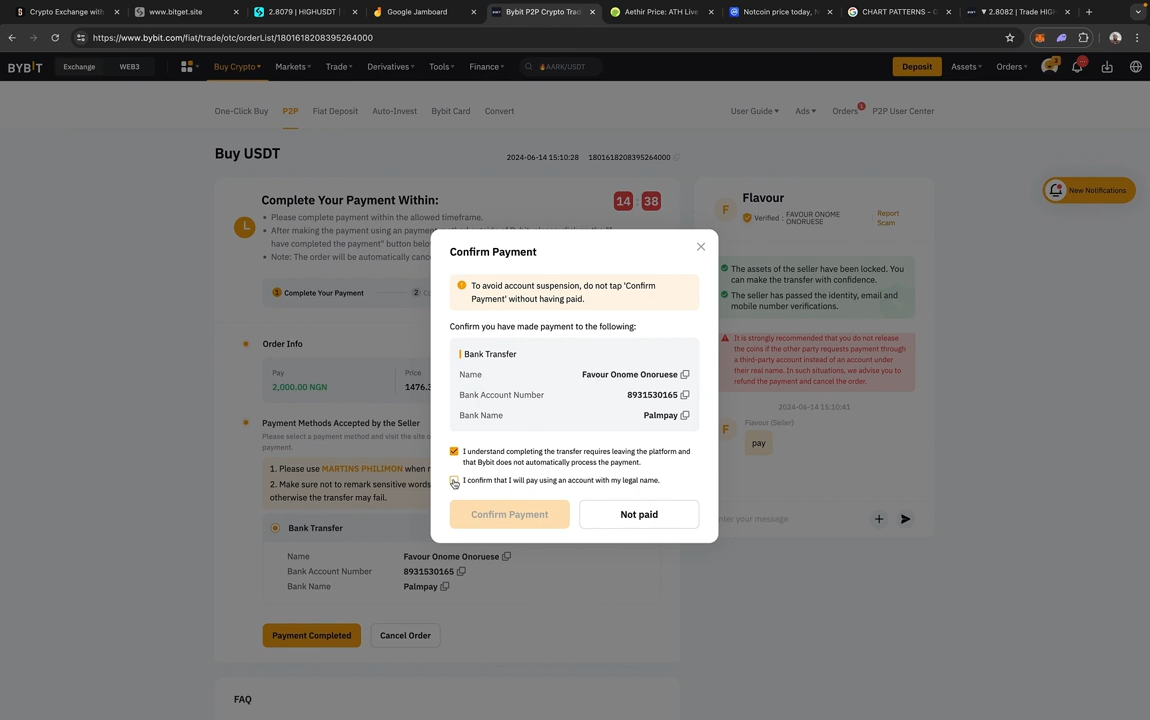 Crypto Exchange with
www.bitget.site
2.8079 | HIGHUSDT |
Google Jamboard
Bybit P2P Crypto Trad
Aethir Price: ATH Live
Notcoin price today, N
CHART PATTERNS - G
▼ 2.8082 | Trade HIGH
https://www.bybit.com/fiat/trade/otc/orderList/1801618208395264000
BYBIT
Exchange
WEB3
Buy Crypto
Markets
Trade
Derivatives
Tools
Finance
AARK/USDT
Deposit
Assets
Orders
3
One-Click Buy
P2P
Fiat Deposit
Auto-Invest
Bybit Card
Convert
User Guide
Ads
Orders
1
P2P User Center
Buy USDT
2024-06-14 15:10:28
1801618208395264000
Complete Your Payment Within:
14 : 38
Please complete payment within the allowed timeframe.
After making the payment using
have completed the payment" button belo
Note: The order will be automatically cance
1 Complete Your Payment
2
Order Info
Pay
2,000.00 NGN
Price
1476.3
Payment Methods Accepted by the Seller
Please select a payment method and visit the site o
payment.
1. Please use MARTINS PHILIMON when
2. Make sure not to remark sensitive words
otherwise the transfer may fail.
Bank Transfer
Name
Favour Onome Onoruese
Bank Account Number
8931530165
Bank Name
Palmpay
Payment Completed
Cancel Order
FAQ
Confirm Payment
To avoid account suspension, do not tap 'Confirm
Payment' without having paid.
Confirm you have made payment to the following:
Bank Transfer
Name
Favour Onome Onoruese
Bank Account Number
8931530165
Bank Name
Palmpay
I understand completing the transfer requires leaving the platform and
that Bybit does not automatically process the payment.
I confirm that I will pay using an account with my legal name.
Confirm Payment
Not paid
F
Flavour
Verified : FAVOUR ONOME
ONORUESE
Report
Scam
New Notifications
The assets of the seller have been locked. You
can make the transfer with confidence.
The seller has passed the identity, email and
mobile number verifications.
It is strongly recommended that you do not release
the coins if the other party requests payment through
a third-party account instead of an account under
their real name. In such situations, we advise you to
refund the payment and cancel the order.
2024-06-14 15:10:41
F
Favour (Seller)
pay
nter your message